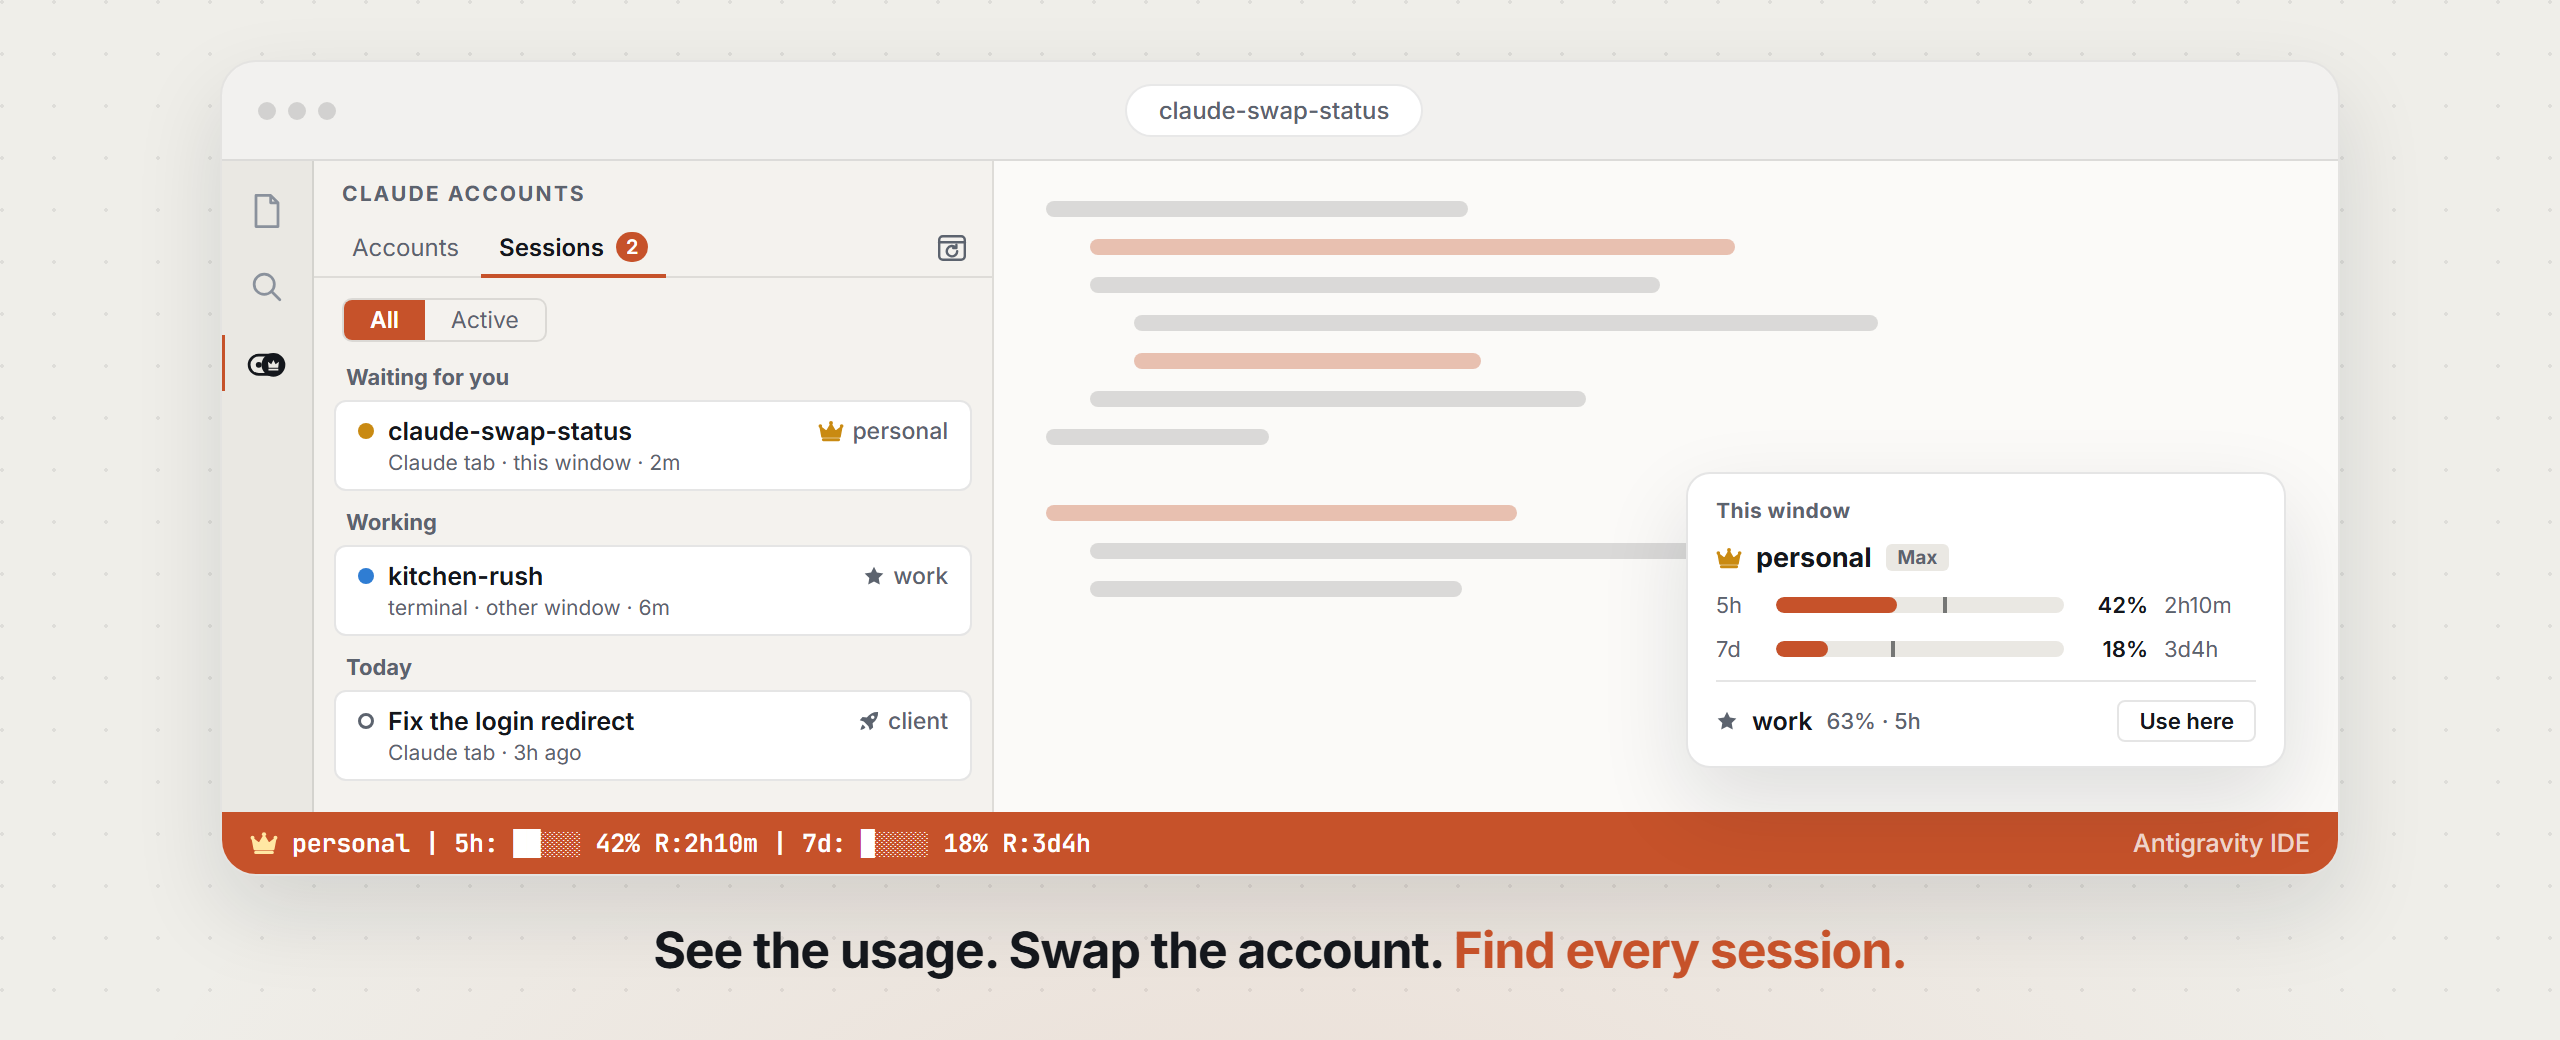 claude-swap-status
CLAUDE ACCOUNTS
Accounts Sessions 2
All Active
Waiting for you
claude-swap-status personal
Claude tab · this window · 2m
Working
kitchen-rush work
terminal · other window · 6m
Today
Fix the login redirect client
Claude tab · 3h ago
This window
personal Max
5h 42% 2h10m
7d 18% 3d4h
work 63% · 5h Use here
personal | 5h: ██░░░ 42% R:2h10m | 7d: █░░░░ 18% R:3d4h
Antigravity IDE
See the usage. Swap the account. Find every session.